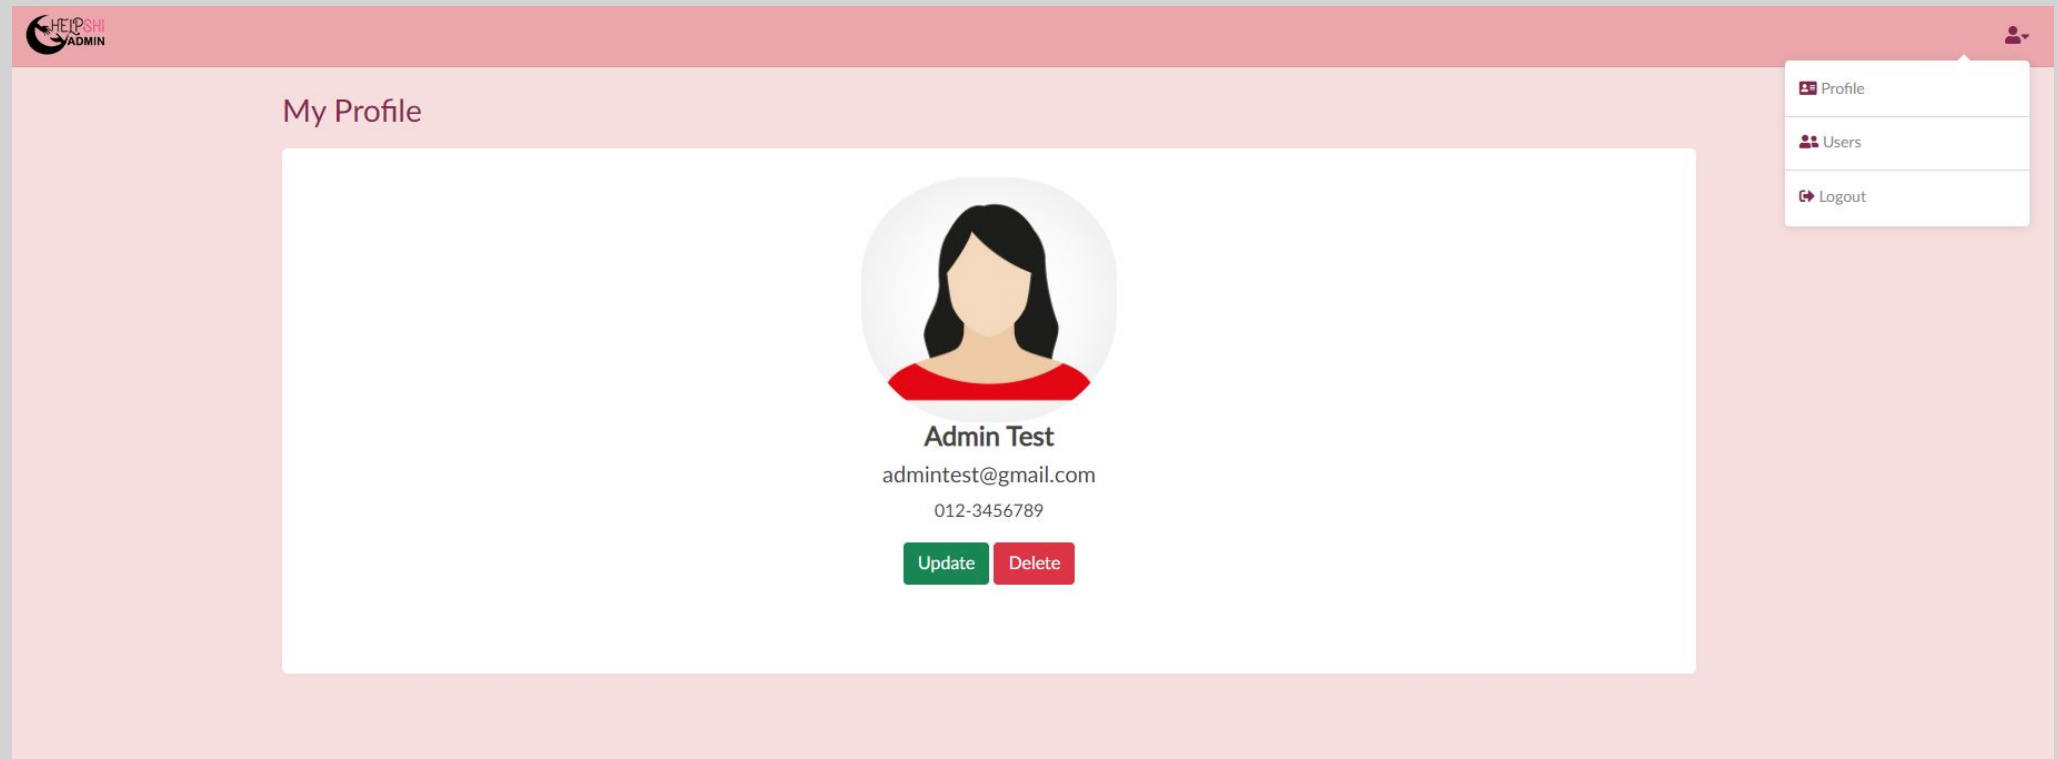 HELPSHI
ADMIN
Profile
Users
Logout
My Profile
Admin Test
admintest@gmail.com
012-3456789
Update Delete